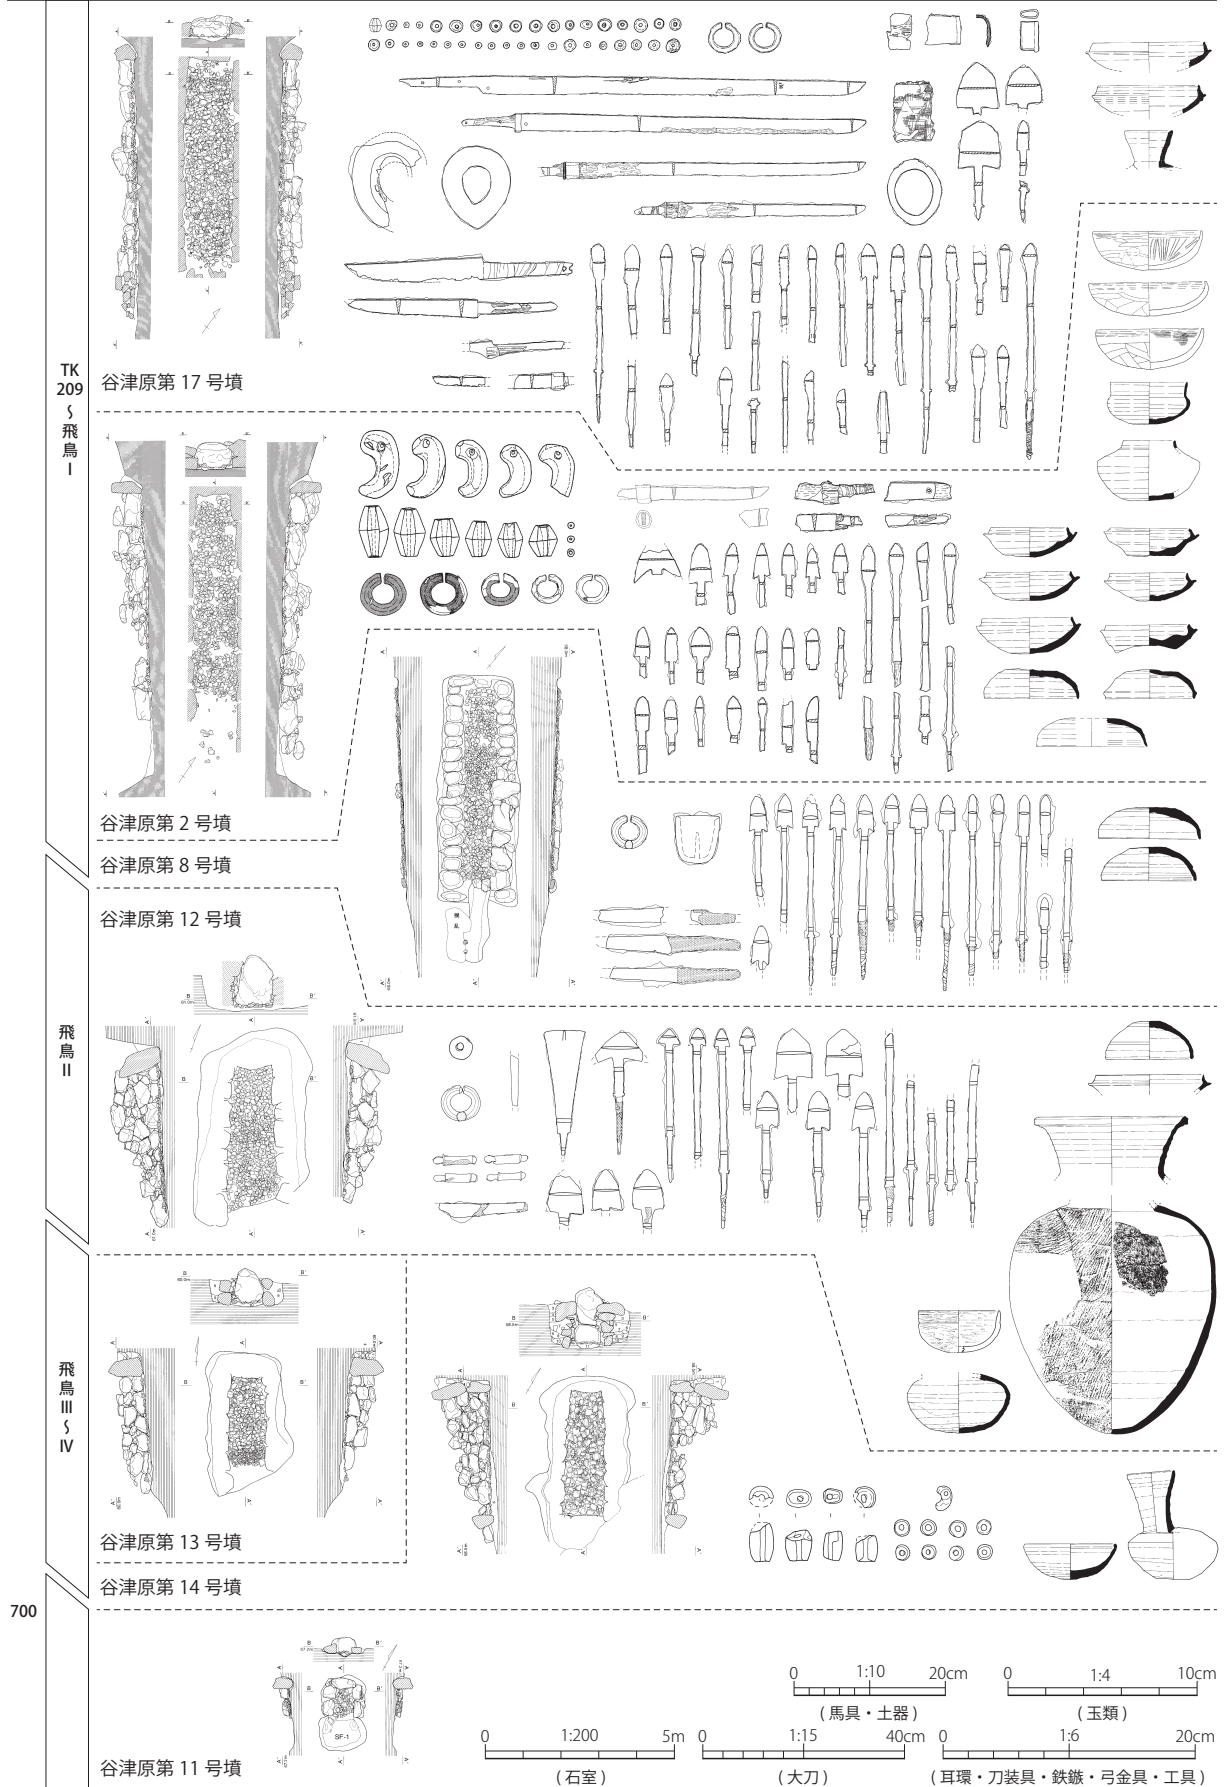 TK
209
〜
飛鳥
I
谷津原第 17 号墳
谷津原第 2 号墳
谷津原第 8 号墳
飛鳥
II
谷津原第 12 号墳
飛鳥
III
〜
IV
谷津原第 13 号墳
谷津原第 14 号墳
700
谷津原第 11 号墳
SF-1
0 1:10 20cm
( 馬具・土器 )
0 1:4 10cm
( 玉類 )
0 1:200 5m
( 石室 )
0 1:15 40cm
( 大刀 )
0 1:6 20cm
( 耳環・刀装具・鉄鏃・弓金具・工具 )